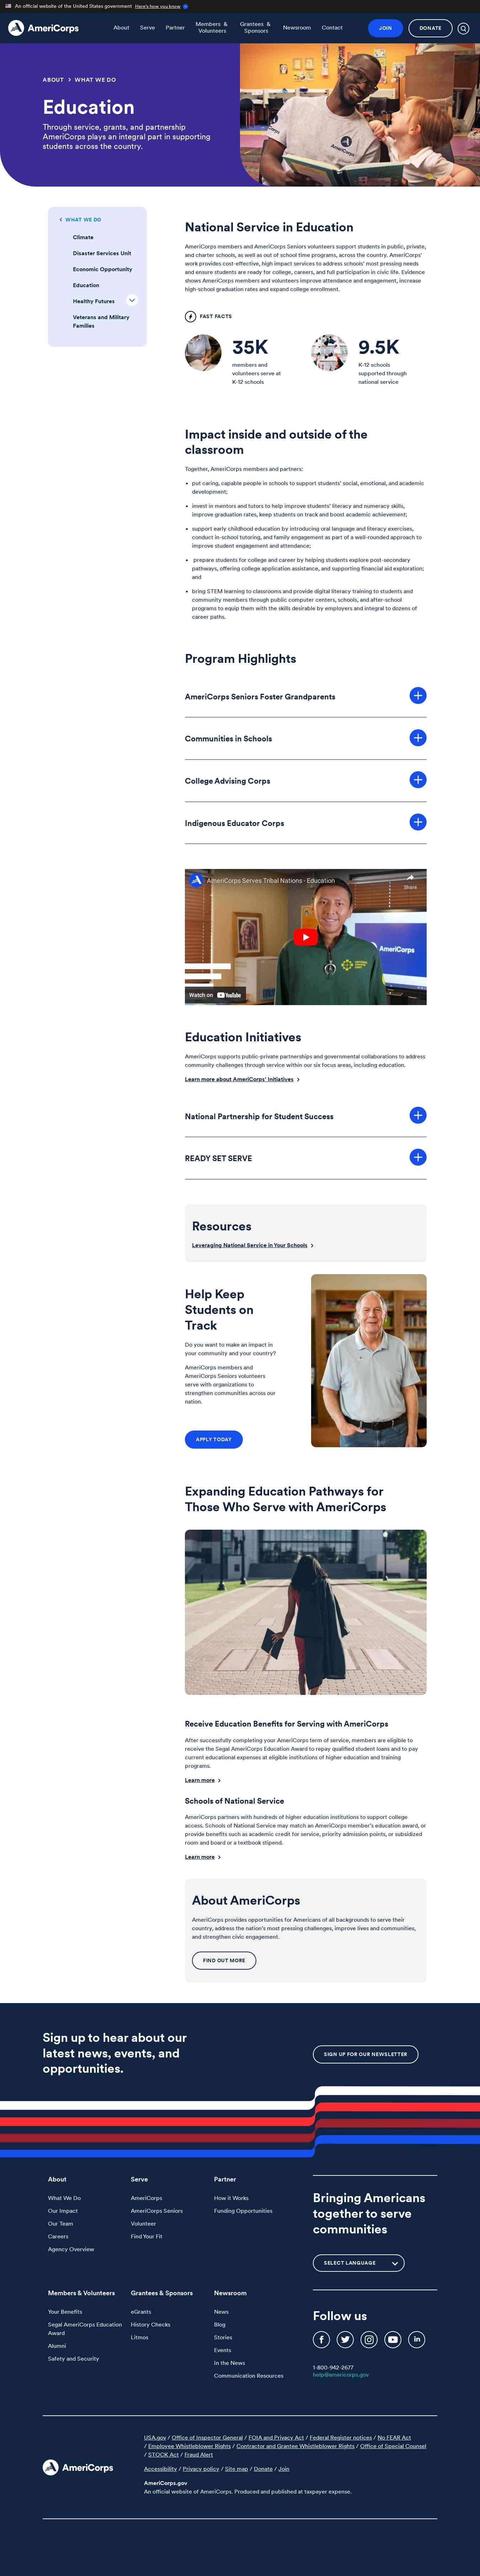 An official website of the United States government Here's how you know
AmeriCorps
About Serve Partner Members & Volunteers Grantees & Sponsors Newsroom Contact
JOIN DONATE
ABOUT > WHAT WE DO
Education
Through service, grants, and partnership
AmeriCorps plays an integral part in supporting
students across the country.
WHAT WE DO
Climate
Disaster Services Unit
Economic Opportunity
Education
Healthy Futures
Veterans and Military
Families
National Service in Education
AmeriCorps members and AmeriCorps Seniors volunteers support students in public, private,
and charter schools, as well as out of school time programs, across the country. AmeriCorps'
work provides cost-effective, high impact services to address schools' most pressing needs
and ensure students are ready for college, careers, and full participation in civic life. Evidence
shows AmeriCorps members and volunteers improve attendance and engagement, increase
high-school graduation rates and expand college enrollment.
FAST FACTS
35K
members and
volunteers serve at
K-12 schools
9.5K
K-12 schools
supported through
national service
Impact inside and outside of the
classroom
Together, AmeriCorps members and partners:
• put caring, capable people in schools to support students' social, emotional, and academic
development;
• invest in mentors and tutors to help improve students' literacy and numeracy skills,
improve graduation rates, keep students on track and boost academic achievement;
• support early childhood education by introducing oral language and literacy exercises,
conduct in-school tutoring, and family engagement as part of a well-rounded approach to
improve student engagement and attendance;
• prepare students for college and career by helping students explore post-secondary
pathways, offering college application assistance, and supporting financial aid exploration;
and
• bring STEM learning to classrooms and provide digital literacy training to students and
community members through public computer centers, schools, and after-school
programs to equip them with the skills desirable by employers and integral to dozens of
career paths.
Program Highlights
AmeriCorps Seniors Foster Grandparents
Communities in Schools
College Advising Corps
Indigenous Educator Corps
AmeriCorps Serves Tribal Nations - Education
Share
AmeriCorps
Watch on YouTube
Education Initiatives
AmeriCorps supports public-private partnerships and governmental collaborations to address
community challenges through service within our six focus areas, including education.
Learn more about AmeriCorps' Initiatives
National Partnership for Student Success
READY SET SERVE
Resources
Leveraging National Service in Your Schools
Help Keep
Students on
Track
Do you want to make an impact in
your community and your country?
AmeriCorps members and
AmeriCorps Seniors volunteers
serve with organizations to
strengthen communities across our
nation.
APPLY TODAY
Expanding Education Pathways for
Those Who Serve with AmeriCorps
Receive Education Benefits for Serving with AmeriCorps
After successfully completing your AmeriCorps term of service, members are eligible to
receive the Segal AmeriCorps Education Award to repay qualified student loans and to pay
current educational expenses at eligible institutions of higher education and training
programs.
Learn more
Schools of National Service
AmeriCorps partners with hundreds of higher education institutions to support college
access. Schools of National Service may match an AmeriCorps member's education award, or
provide benefits such as academic credit for service, priority admission points, or subsidized
room and board or a textbook stipend.
Learn more
About AmeriCorps
AmeriCorps provides opportunities for Americans of all backgrounds to serve their
country, address the nation's most pressing challenges, improve lives and communities,
and strengthen civic engagement.
FIND OUT MORE
Sign up to hear about our
latest news, events, and
opportunities.
SIGN UP FOR OUR NEWSLETTER
About
What We Do
Our Impact
Our Team
Careers
Agency Overview
Serve
AmeriCorps
AmeriCorps Seniors
Volunteer
Find Your Fit
Partner
How it Works
Funding Opportunities
Bringing Americans
together to serve
communities
SELECT LANGUAGE
Members & Volunteers
Your Benefits
Segal AmeriCorps Education
Award
Alumni
Safety and Security
Grantees & Sponsors
eGrants
History Checks
Litmos
Newsroom
News
Blog
Stories
Events
In the News
Communication Resources
Follow us
1-800-942-2677
help@americorps.gov
AmeriCorps
USA.gov / Office of Inspector General / FOIA and Privacy Act / Federal Register notices / No FEAR Act
/ Employee Whistleblower Rights / Contractor and Grantee Whistleblower Rights / Office of Special Counsel
/ STOCK Act / Fraud Alert
Accessibility / Privacy policy / Site map / Donate / Join
AmeriCorps.gov
An official website of AmeriCorps. Produced and published at taxpayer expense.